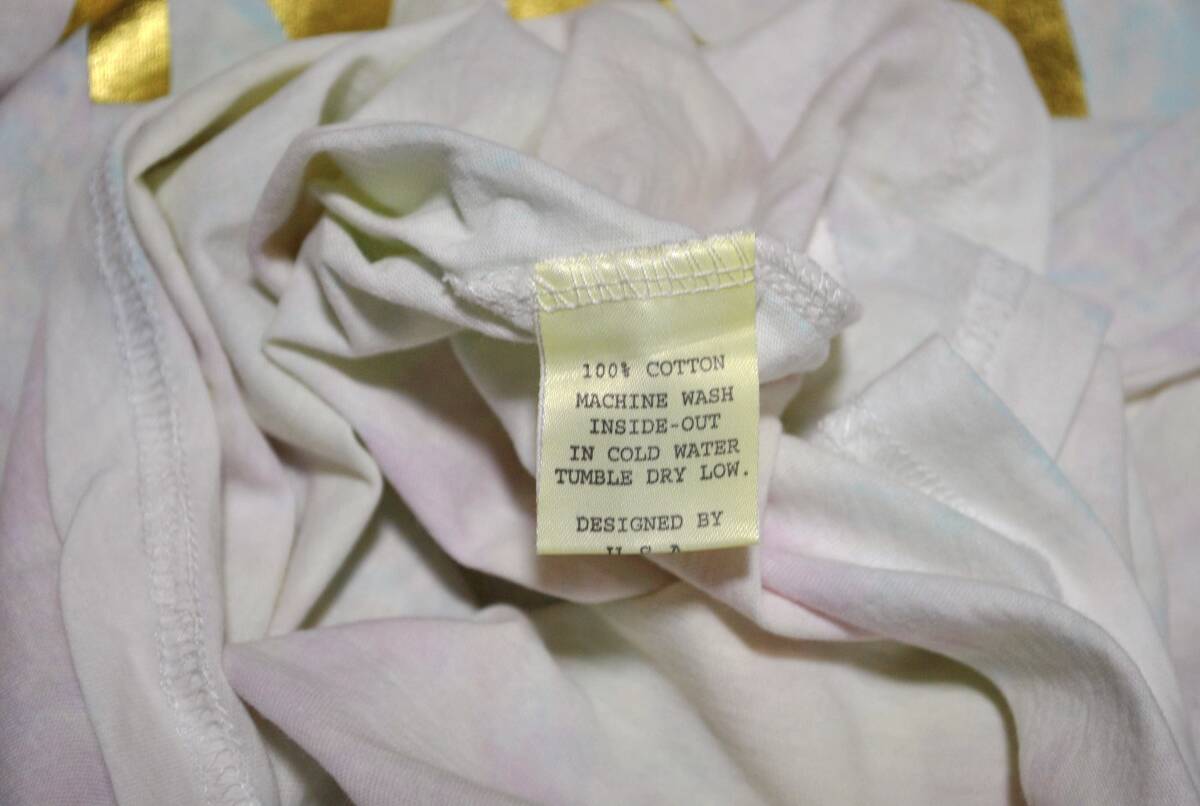 100% COTTON
MACHINE WASH
INSIDE-OUT
IN COLD WATER
TUMBLE DRY LOW.
DESIGNED BY
U.S.A